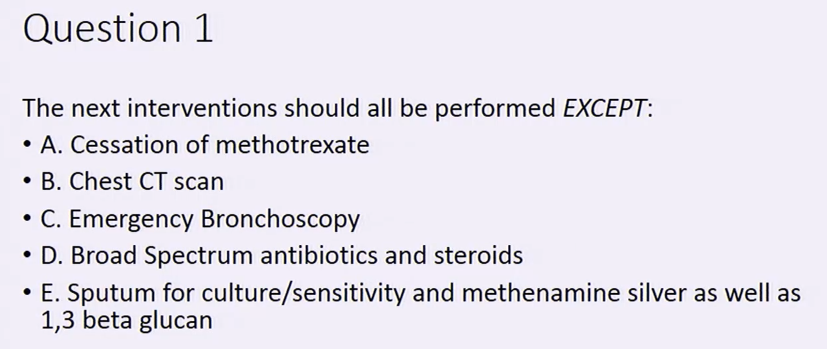 Question 1
The next interventions should all be performed EXCEPT:
• A. Cessation of methotrexate
• B. Chest CT scan
• C. Emergency Bronchoscopy
• D. Broad Spectrum antibiotics and steroids
• E. Sputum for culture/sensitivity and methenamine silver as well as
1,3 beta glucan